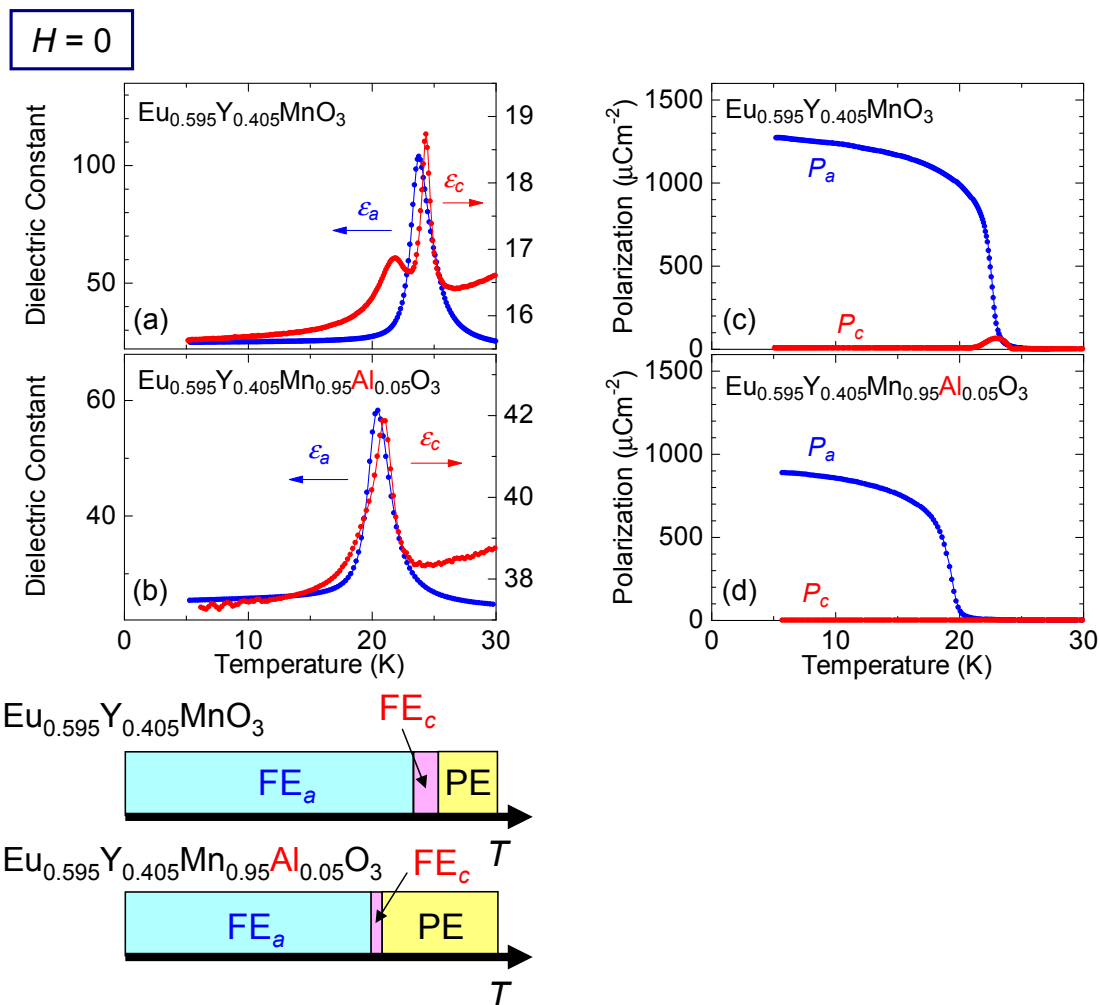 H = 0
Eu0.595Y0.405MnO3
Dielectric Constant
100
50
19
18
17
16
εa
εc
(a)
Eu0.595Y0.405Mn0.95Al0.05O3
Dielectric Constant
60
40
42
40
38
εa
εc
(b)
0 10 20 30
Temperature (K)
Eu0.595Y0.405MnO3
Polarization (μCm-2)
1500
1000
500
0
Pa
Pc
(c)
Eu0.595Y0.405Mn0.95Al0.05O3
Polarization (μCm-2)
1500
1000
500
0
Pa
Pc
(d)
0 10 20 30
Temperature (K)
Eu0.595Y0.405MnO3
FEc
FEa PE
T
Eu0.595Y0.405Mn0.95Al0.05O3
FEc
FEa PE
T